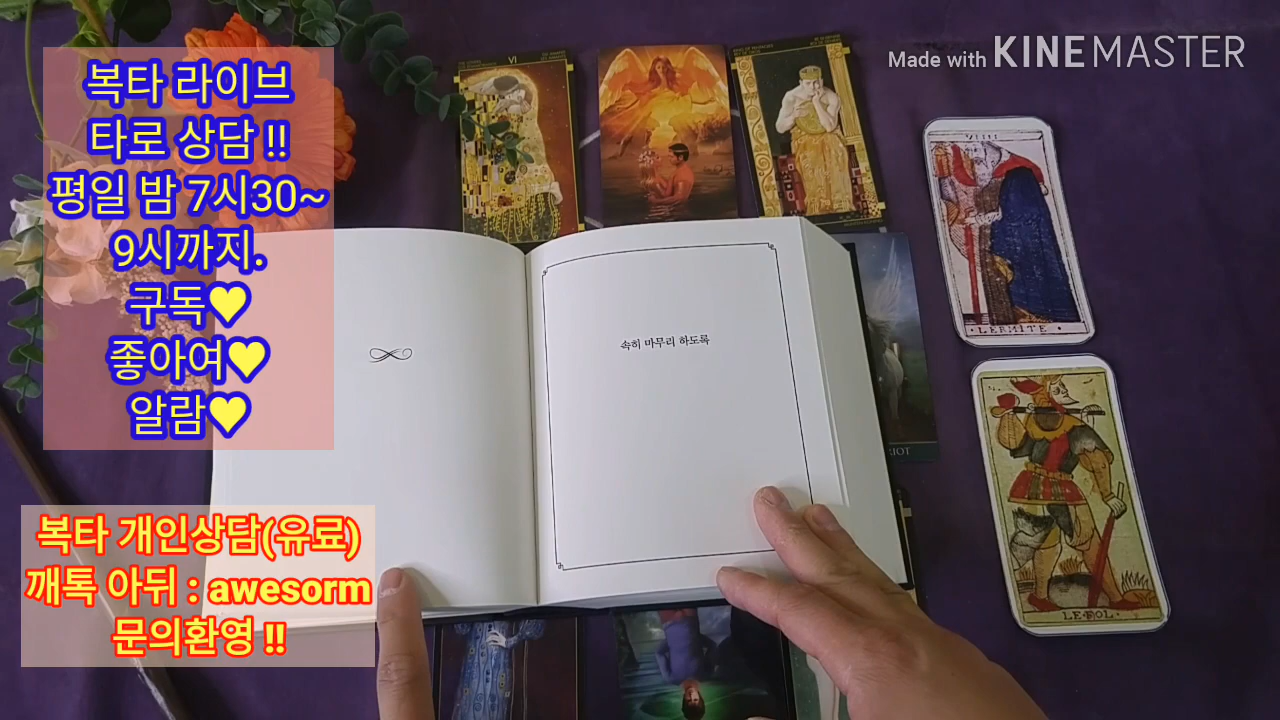 복타 라이브
타로 상담 !!
평일 밤 7시30~
9시까지.
구독♥
좋아여♥
알람♥
복타 개인상담(유료)
깨톡 아뒤 : awesorm
문의환영 !!
Made with KINEMASTER
VI
속히 마무리 하도록
VIIII
LERMITE
RIOT
LE FOL